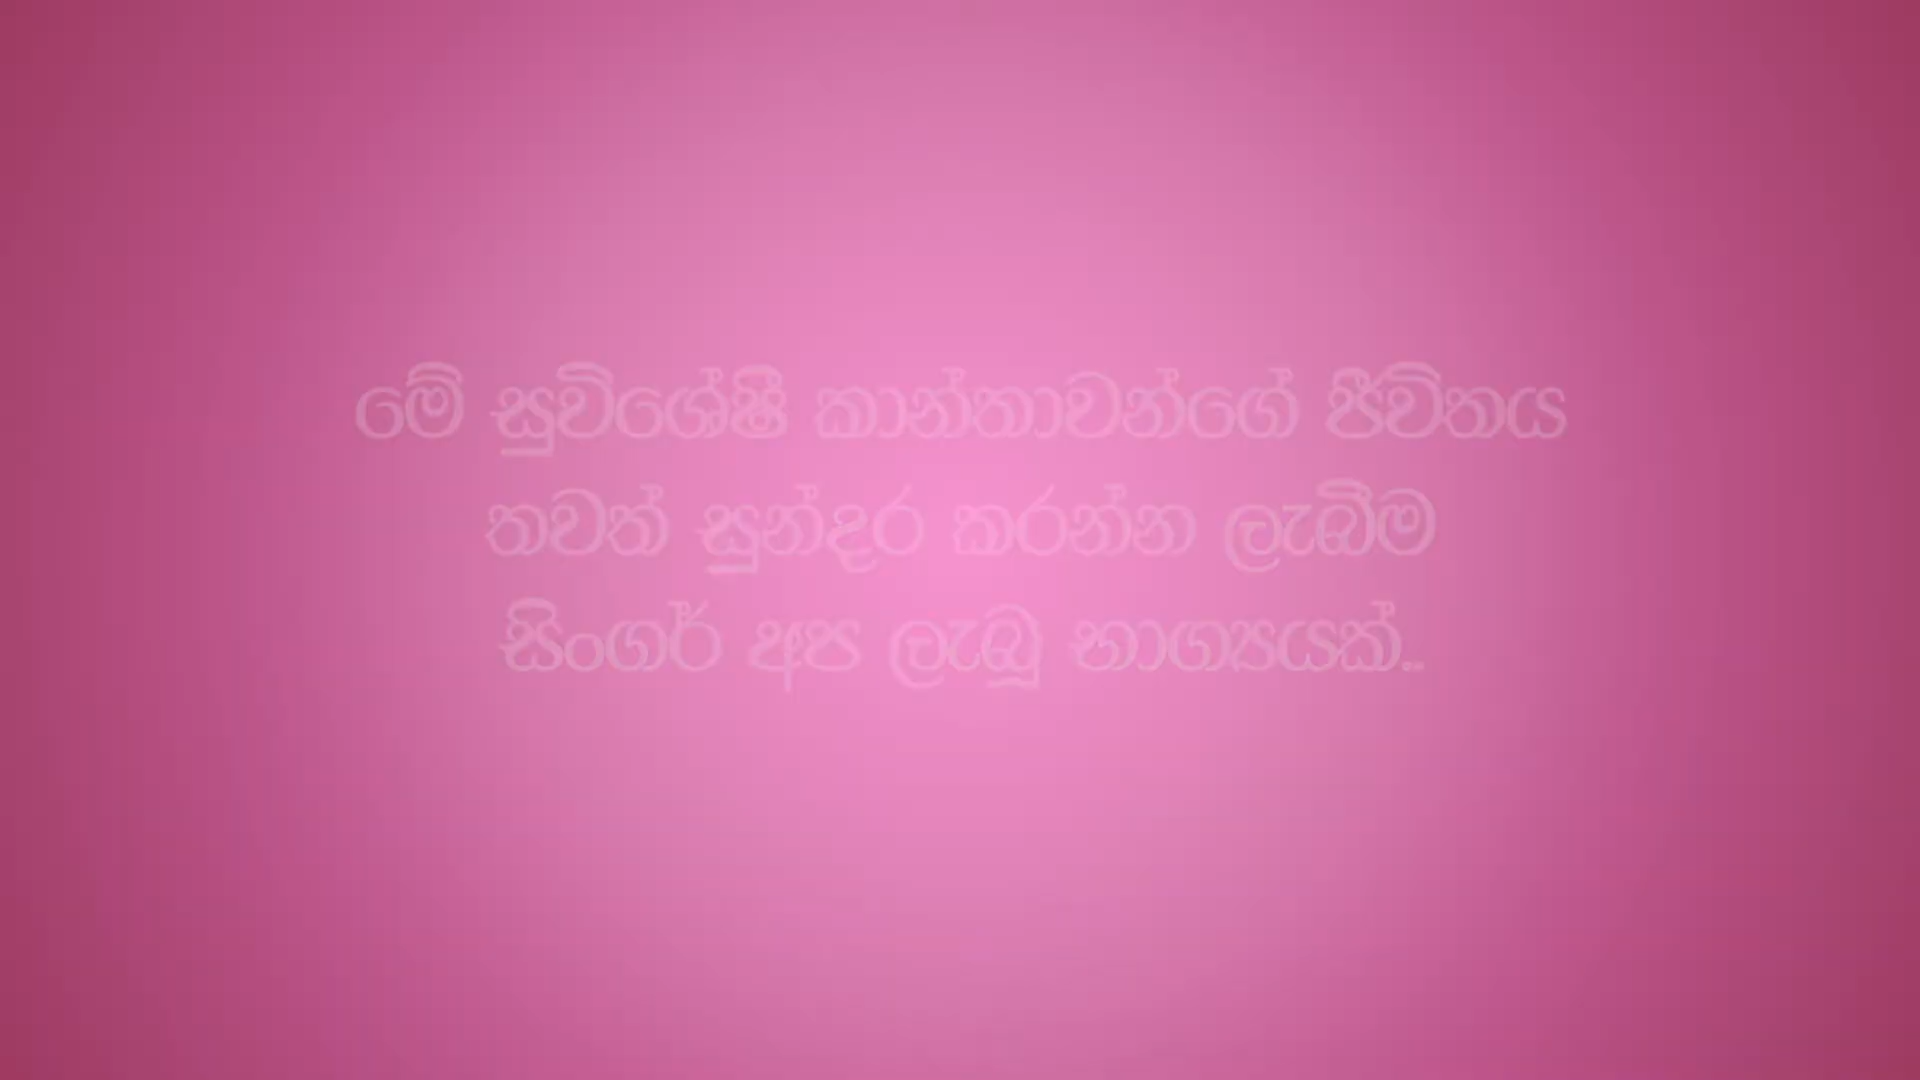 මේ සුවිශේෂී කාන්තාවන්ගේ ජීවිතය
තවත් සුන්දර කරන්න ලැබීම
සිංගර් අප ලැබූ භාග්‍යයක්..